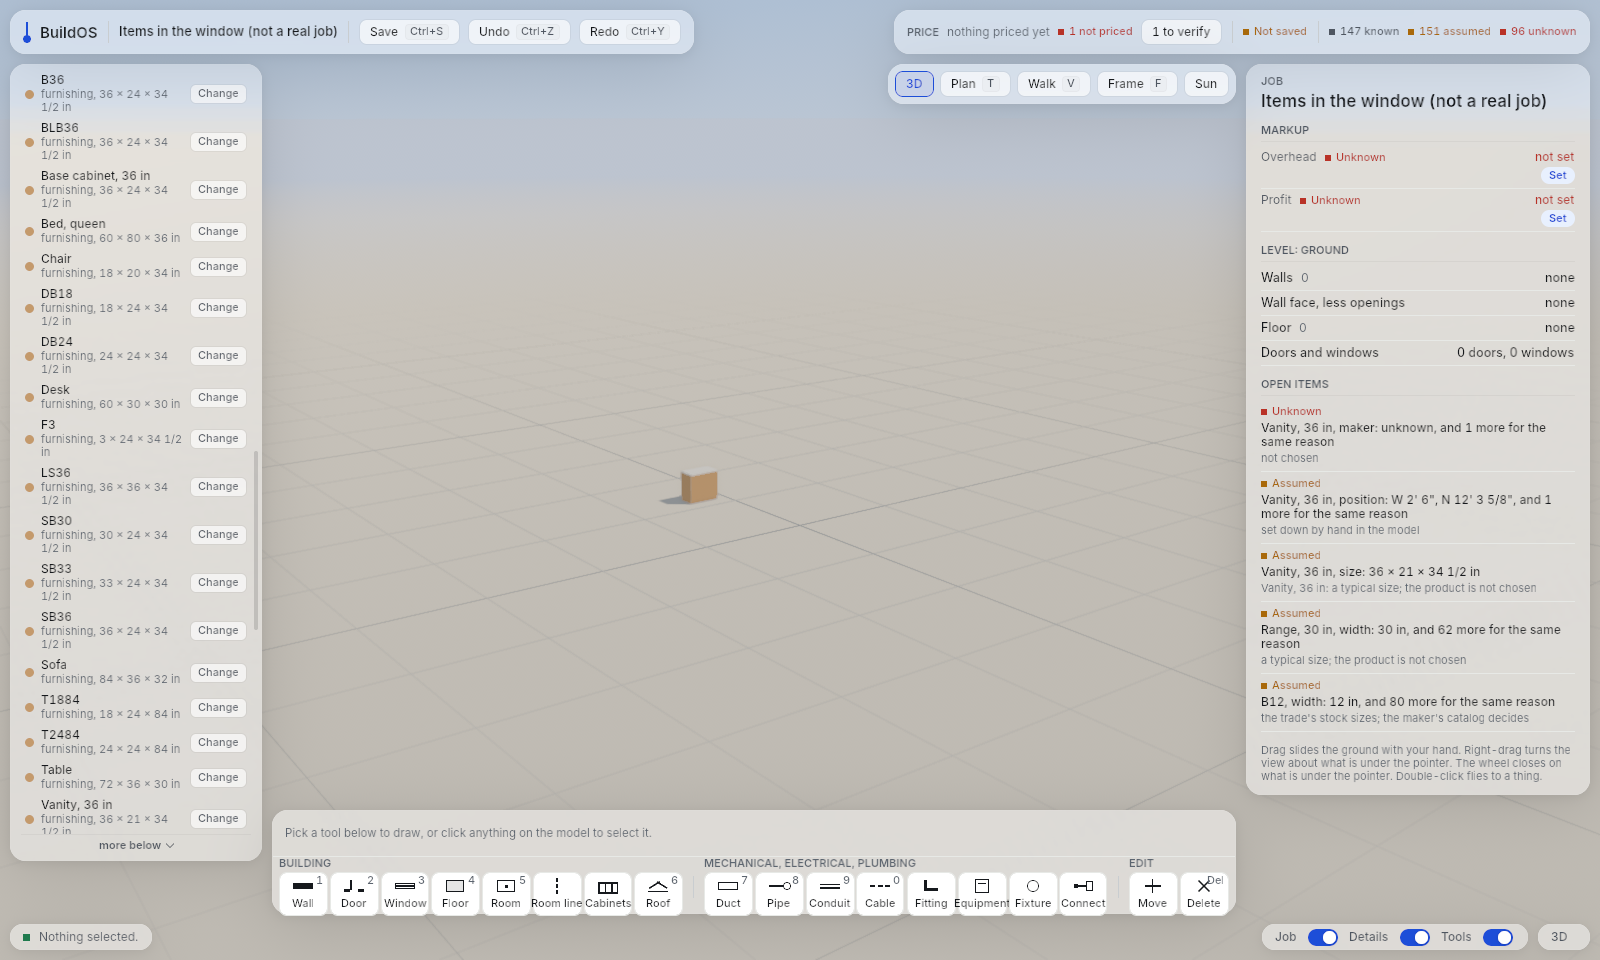 BuildOS
Items in the window (not a real job)
Save Ctrl+S
Undo Ctrl+Z
Redo Ctrl+Y
PRICE nothing priced yet 1 not priced 1 to verify Not saved 147 known 151 assumed 96 unknown
3D
Plan T
Walk V
Frame F
Sun
B36
furnishing, 36 × 24 × 34
1/2 in
Change
BLB36
furnishing, 36 × 24 × 34
1/2 in
Change
Base cabinet, 36 in
furnishing, 36 × 24 × 34
1/2 in
Change
Bed, queen
furnishing, 60 × 80 × 36 in
Change
Chair
furnishing, 18 × 20 × 34 in
Change
DB18
furnishing, 18 × 24 × 34
1/2 in
Change
DB24
furnishing, 24 × 24 × 34
1/2 in
Change
Desk
furnishing, 60 × 30 × 30 in
Change
F3
furnishing, 3 × 24 × 34 1/2
in
Change
LS36
furnishing, 36 × 36 × 34
1/2 in
Change
SB30
furnishing, 30 × 24 × 34
1/2 in
Change
SB33
furnishing, 33 × 24 × 34
1/2 in
Change
SB36
furnishing, 36 × 24 × 34
1/2 in
Change
Sofa
furnishing, 84 × 36 × 32 in
Change
T1884
furnishing, 18 × 24 × 84 in
Change
T2484
furnishing, 24 × 24 × 84 in
Change
Table
furnishing, 72 × 36 × 30 in
Change
Vanity, 36 in
furnishing, 36 × 21 × 34
1/2 in
Change
more below
JOB
Items in the window (not a real job)
MARKUP
Overhead Unknown not set
Set
Profit Unknown not set
Set
LEVEL: GROUND
Walls 0 none
Wall face, less openings none
Floor 0 none
Doors and windows 0 doors, 0 windows
OPEN ITEMS
Unknown
Vanity, 36 in, maker: unknown, and 1 more for the
same reason
not chosen
Assumed
Vanity, 36 in, position: W 2' 6", N 12' 3 5/8", and 1
more for the same reason
set down by hand in the model
Assumed
Vanity, 36 in, size: 36 × 21 × 34 1/2 in
Vanity, 36 in: a typical size; the product is not chosen
Assumed
Range, 30 in, width: 30 in, and 62 more for the same
reason
a typical size; the product is not chosen
Assumed
B12, width: 12 in, and 80 more for the same reason
the trade's stock sizes; the maker's catalog decides
Drag slides the ground with your hand. Right-drag turns the
view about what is under the pointer. The wheel closes on
what is under the pointer. Double-click flies to a thing.
Pick a tool below to draw, or click anything on the model to select it.
BUILDING
1 Wall
2 Door
3 Window
4 Floor
5 Room
Room line
Cabinets
6 Roof
MECHANICAL, ELECTRICAL, PLUMBING
7 Duct
8 Pipe
9 Conduit
0 Cable
Fitting
Equipment
Fixture
Connect
EDIT
Move
Del Delete
Nothing selected.
Job
Details
Tools
3D